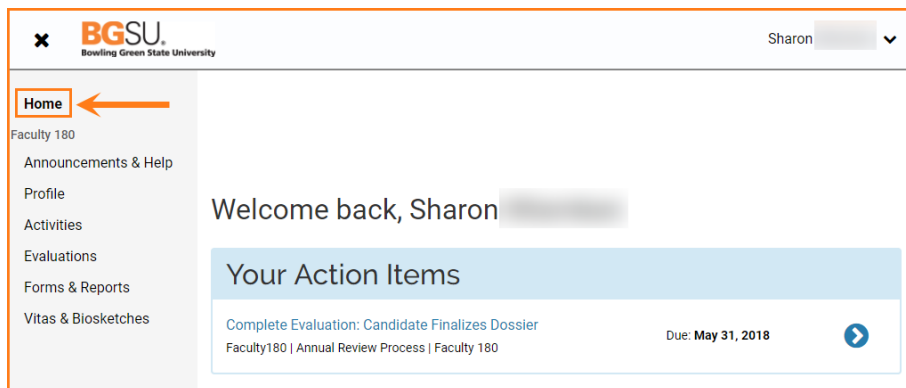 BGSU.
Bowling Green State University
Sharon
Home
Faculty 180
Announcements & Help
Profile
Activities
Evaluations
Forms & Reports
Vitas & Biosketches
Welcome back, Sharon
Your Action Items
Complete Evaluation: Candidate Finalizes Dossier
Faculty180 | Annual Review Process | Faculty 180
Due: May 31, 2018